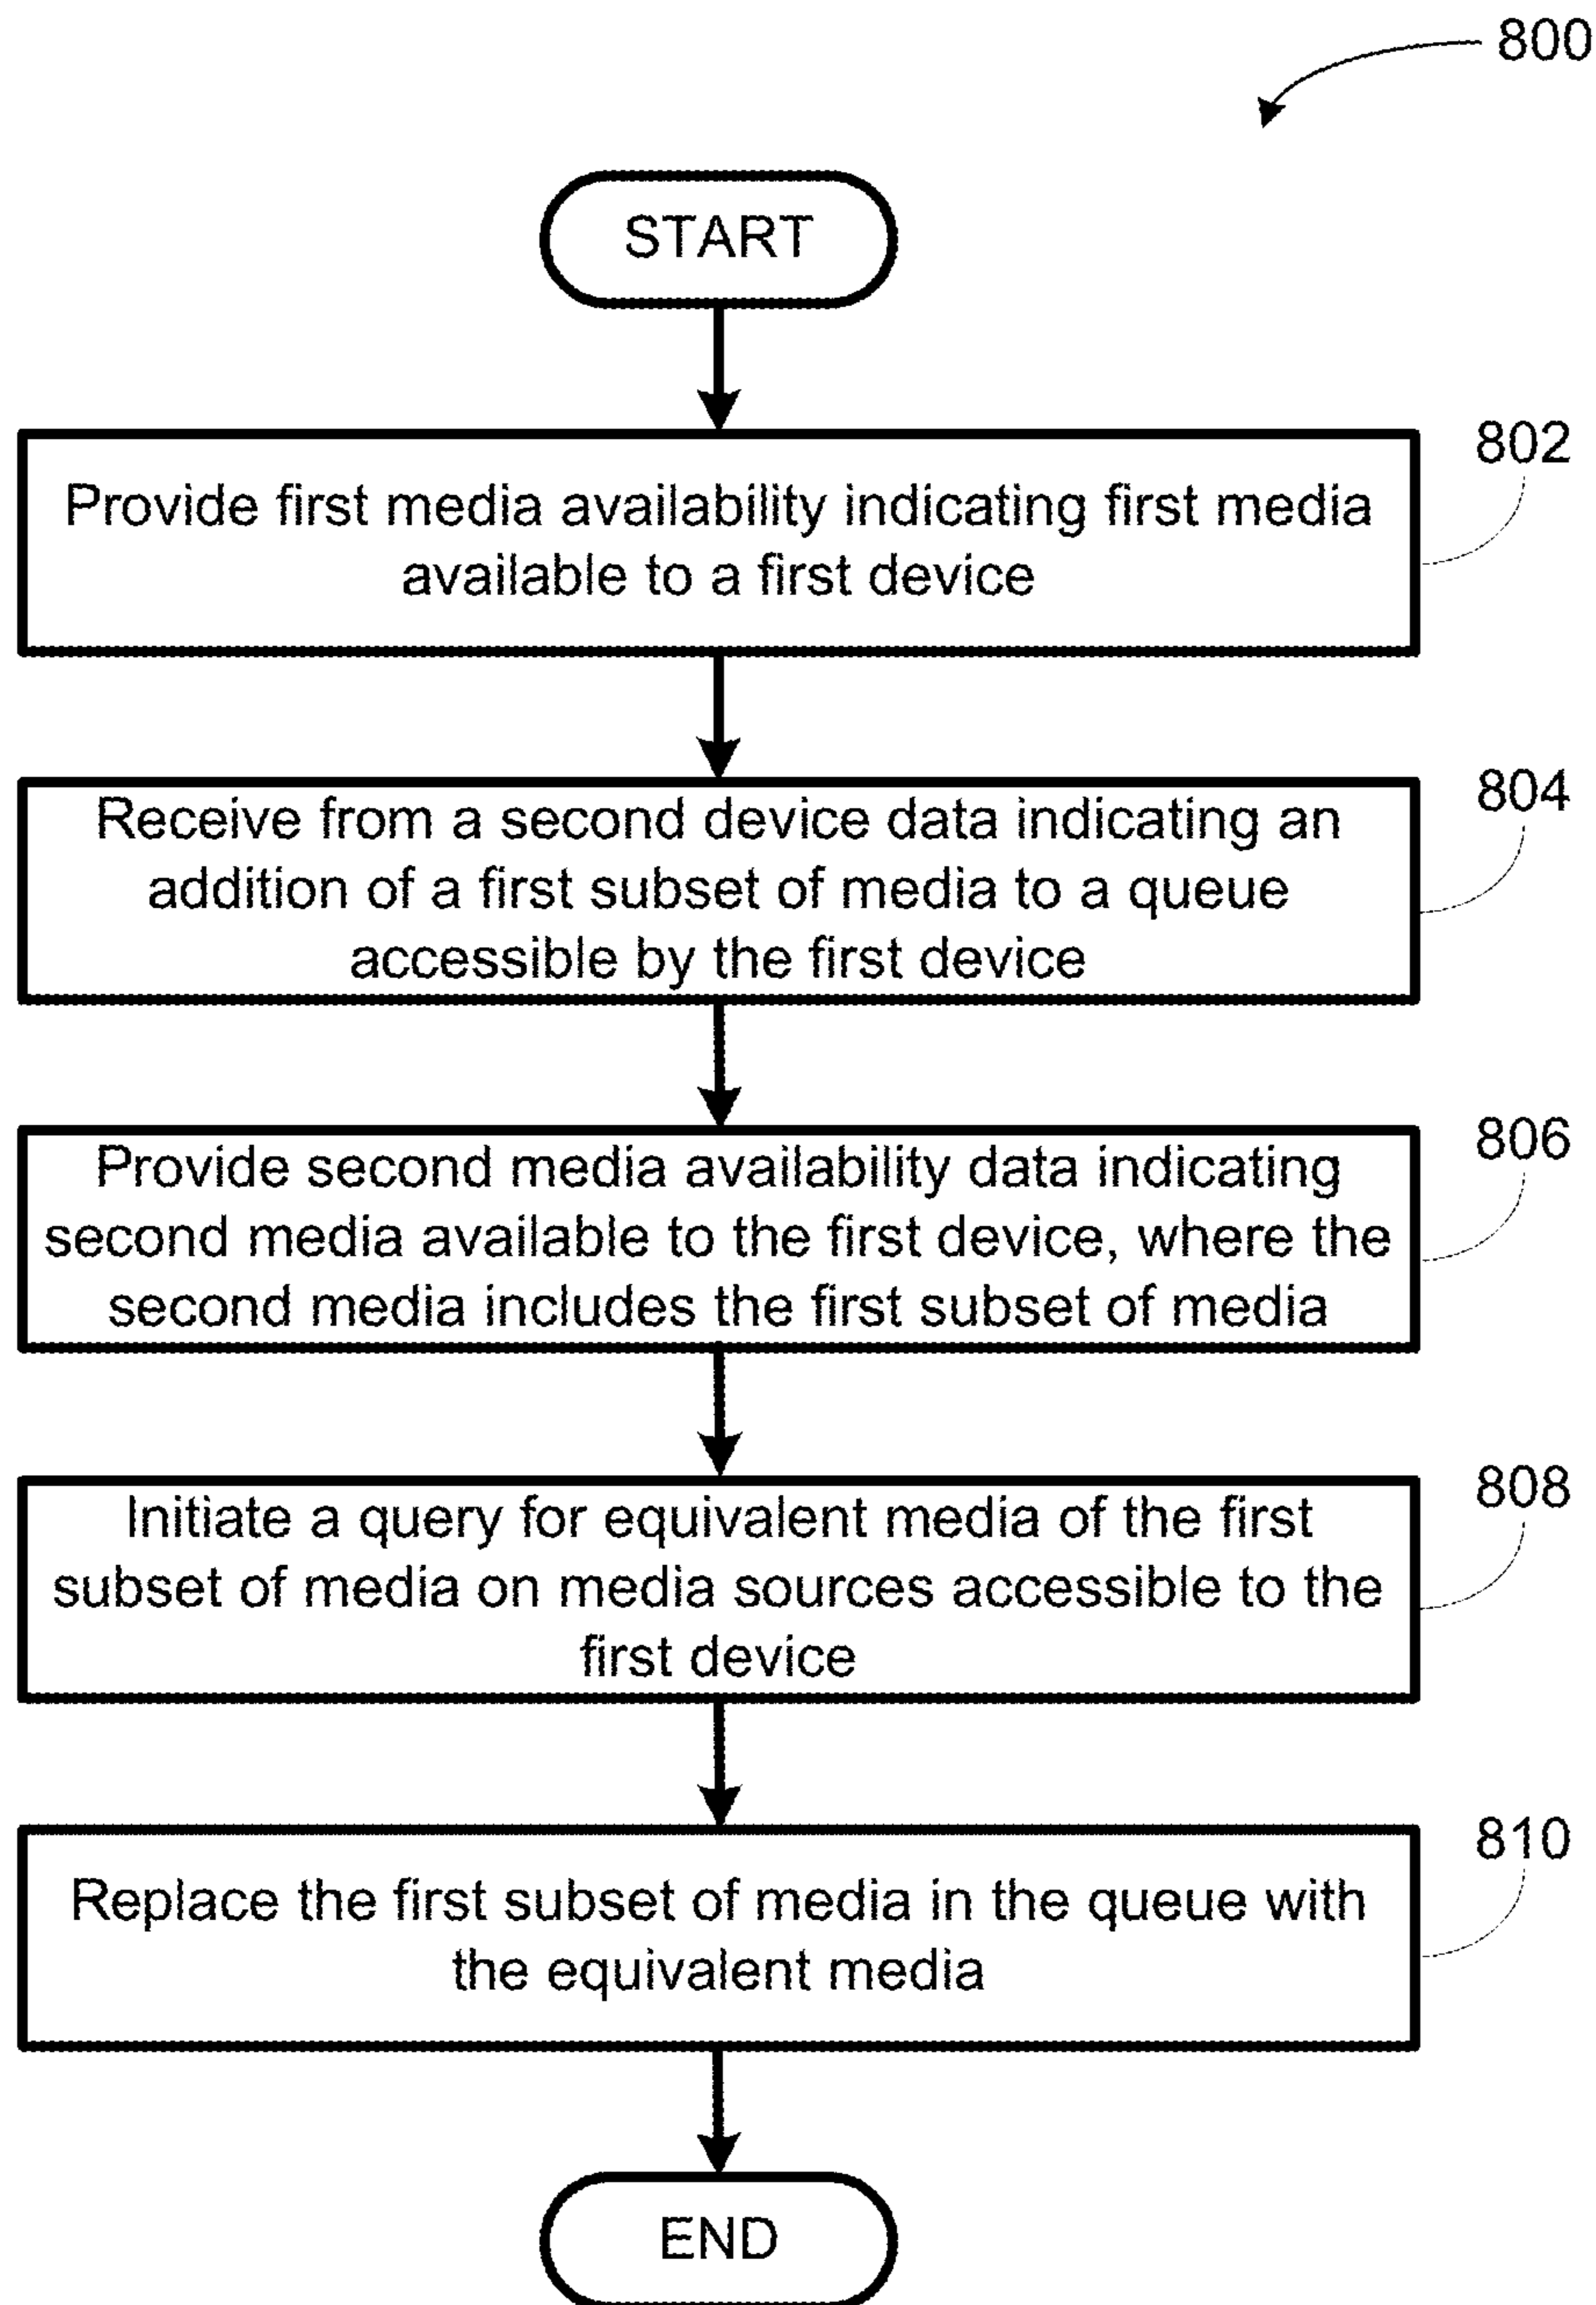 800
START
802
Provide first media availability indicating first media
available to a first device
804
Receive from a second device data indicating an
addition of a first subset of media to a queue
accessible by the first device
806
Provide second media availability data indicating
second media available to the first device, where the
second media includes the first subset of media
808
Initiate a query for equivalent media of the first
subset of media on media sources accessible to the
first device
810
Replace the first subset of media in the queue with
the equivalent media
END